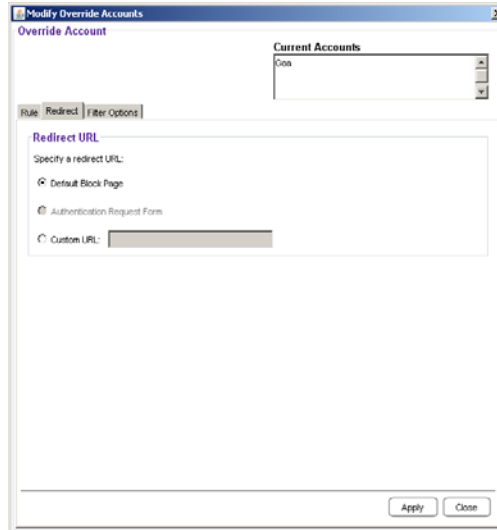 Modify Override Accounts
Override Account
Current Accounts
Goa
Rule Redirect Filter Options
Redirect URL
Specify a redirect URL:
Default Block Page
Authentication Request Form
Custom URL:
Apply Close